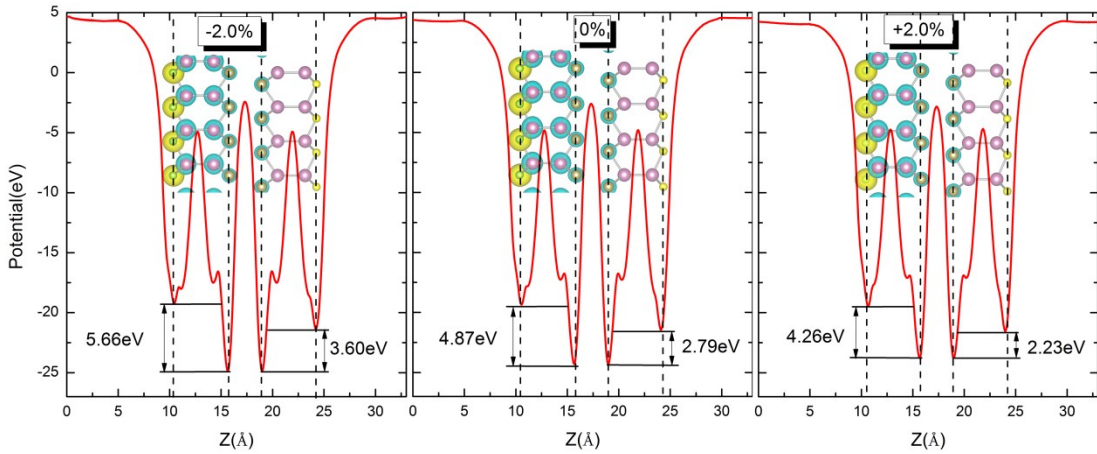 -2.0%
0%
+2.0%
Potential(eV)
5
0
-5
-10
-15
-20
-25
5.66eV
3.60eV
4.87eV
2.79eV
4.26eV
2.23eV
0 5 10 15 20 25 30
0 5 10 15 20 25 30
0 5 10 15 20 25 30
Z(Å)
Z(Å)
Z(Å)